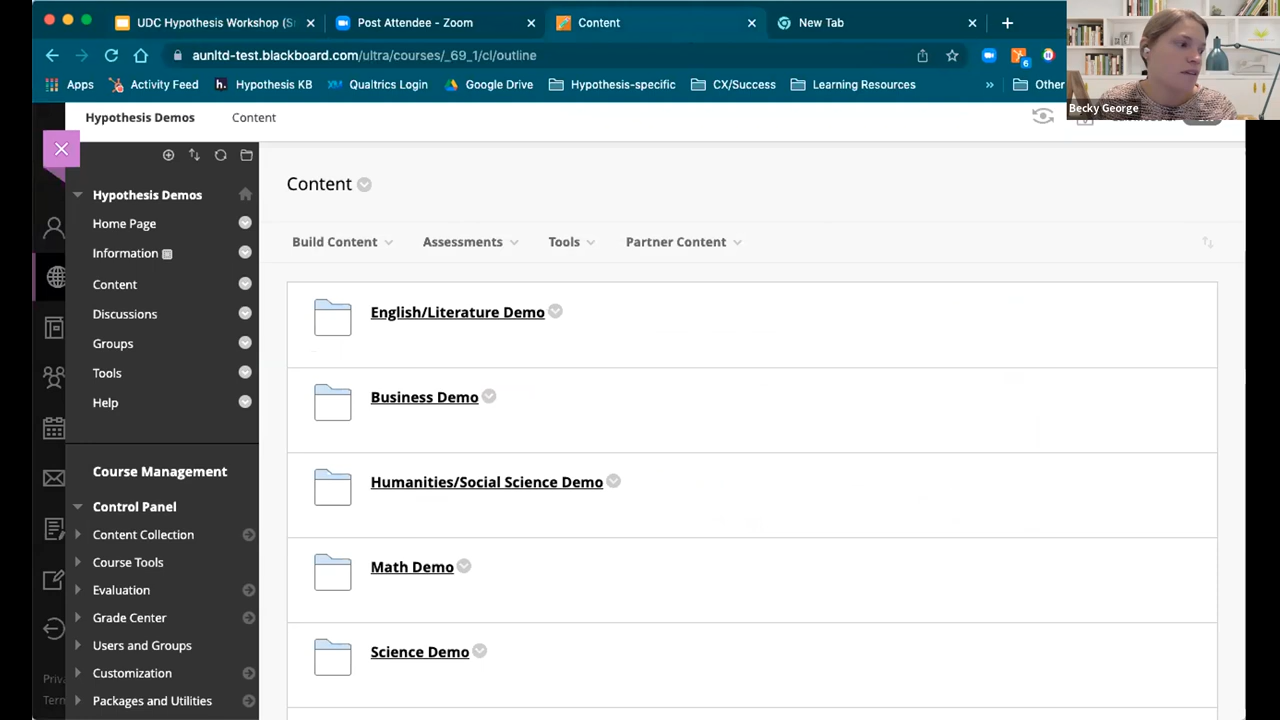 UDC Hypothesis Workshop (S
Post Attendee - Zoom
Content
New Tab
aunltd-test.blackboard.com/ultra/courses/_69_1/cl/outline
6
Apps
Activity Feed
Hypothesis KB
Qualtrics Login
Google Drive
Hypothesis-specific
CX/Success
Learning Resources
»
Other
Becky George
Hypothesis Demos
Content
Hypothesis Demos
Home Page
Information
Content
Discussions
Groups
Tools
Help
Course Management
Control Panel
Content Collection
Course Tools
Evaluation
Grade Center
Users and Groups
Customization
Packages and Utilities
Priva
Term
Content
Build Content
Assessments
Tools
Partner Content
English/Literature Demo
Business Demo
Humanities/Social Science Demo
Math Demo
Science Demo